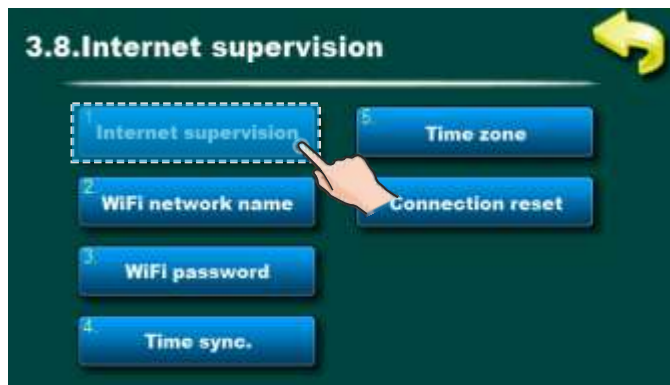 3.8.Internet supervision
1.
Internet supervision
2.
WiFi network name
3.
WiFi password
4.
Time sync.
5.
Time zone
Connection reset